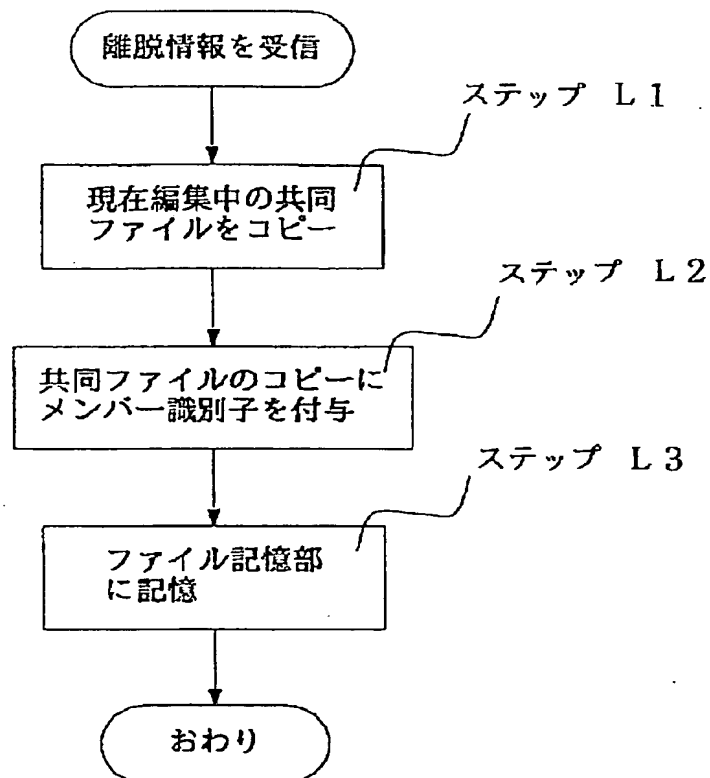 離脱情報を受信
ステップ L1
現在編集中の共同
ファイルをコピー
ステップ L2
共同ファイルのコピーに
メンバー識別子を付与
ステップ L3
ファイル記憶部
に記憶
おわり